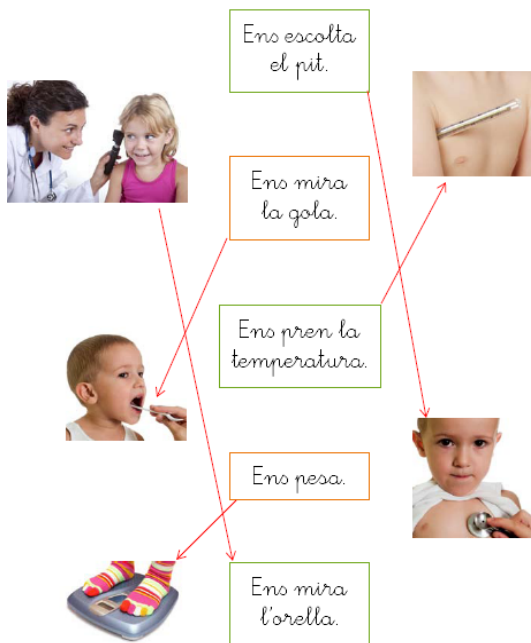 Ens escolta
el pit.
Ens mira
la gola.
Ens pren la
temperatura.
Ens pesa.
Ens mira
l'orella.